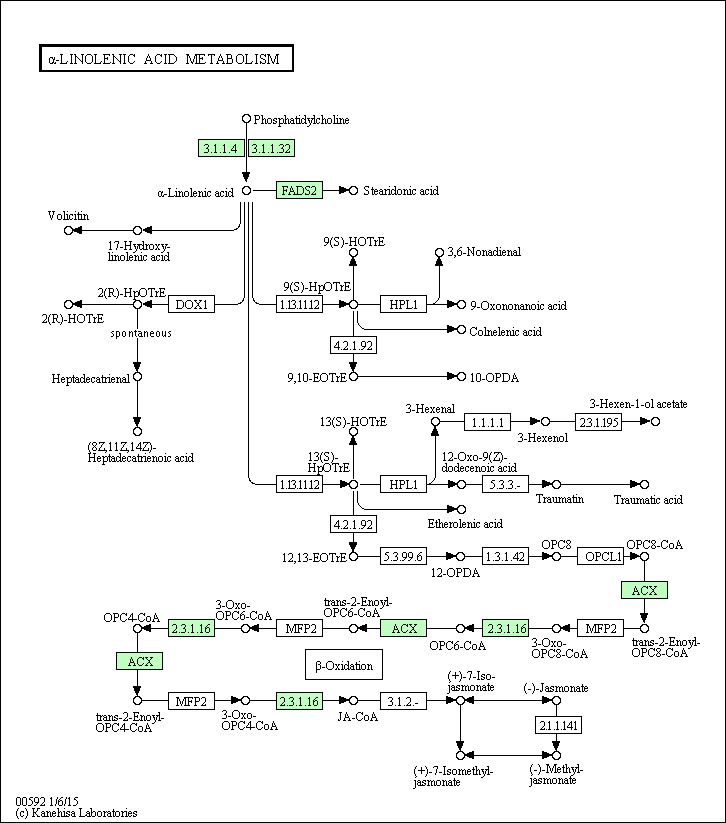 α-LINOLENIC ACID METABOLISM
Phosphatidylcholine
3.1.1.4
3.1.1.32
α-Linolenic acid
FADS2
Stearidonic acid
Volicitin
17-Hydroxy-
linolenic acid
9(S)-HOTrE
3,6-Nonadienal
2(R)-HpOTrE
DOX1
2(R)-HOTrE
9(S)-HpOTrE
1.13.11.12
HPL1
9-Oxononanoic acid
Colnelenic acid
spontaneous
4.2.1.92
Heptadecatrienal
9,10-EOTrE
10-OPDA
(8Z,11Z,14Z)-
Heptadecatrienoic acid
13(S)-HOTrE
3-Hexenal
1.1.1.1
3-Hexenol
2.3.1.195
3-Hexen-1-ol acetate
13(S)-
HpOTrE
1.13.11.12
HPL1
12-Oxo-9(Z)-
dodecenoic acid
5.3.3.-
Traumatin
Traumatic acid
Etherolenic acid
4.2.1.92
12,13-EOTrE
5.3.99.6
12-OPDA
1.3.1.42
OPC8
OPCL1
OPC8-CoA
ACX
OPC4-CoA
2.3.1.16
3-Oxo-
OPC6-CoA
MFP2
trans-2-Enoyl-
OPC6-CoA
ACX
OPC6-CoA
2.3.1.16
3-Oxo-
OPC8-CoA
MFP2
trans-2-Enoyl-
OPC8-CoA
ACX
β-Oxidation
trans-2-Enoyl-
OPC4-CoA
MFP2
3-Oxo-
OPC4-CoA
2.3.1.16
JA-CoA
3.1.2.-
(+)-7-Iso-
jasmonate
(-)-Jasmonate
2.1.1.141
(+)-7-Isomethyl-
jasmonate
(-)-Methyl-
jasmonate
00592 1/6/15
(c) Kanehisa Laboratories